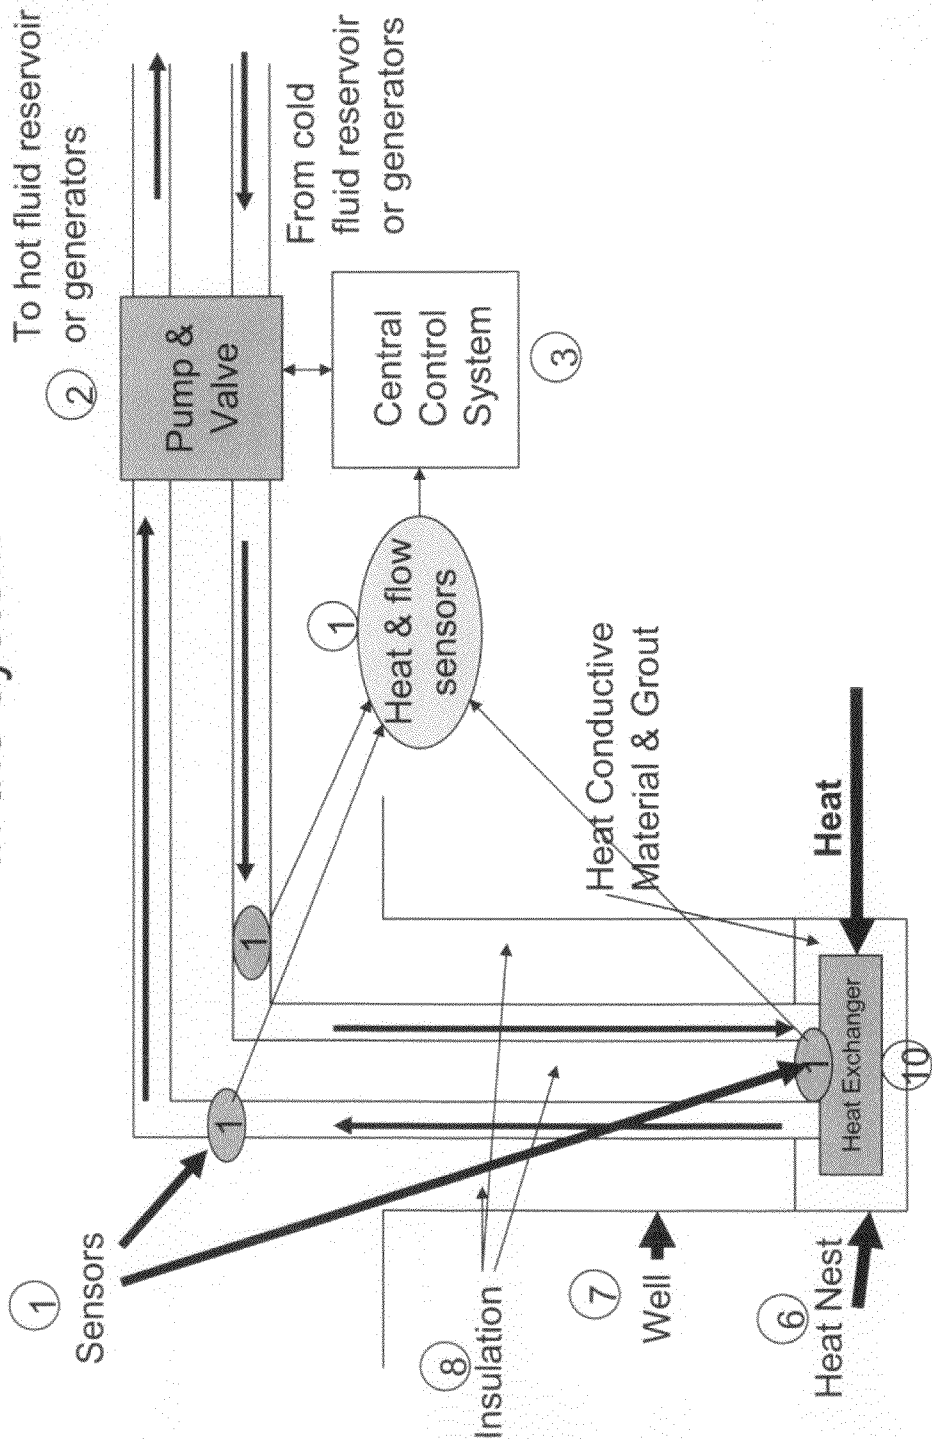 To hot fluid reservoir
or generators
2
Pump &
Valve
From cold
fluid reservoir
or generators
Central
Control
System
3
1
Heat & flow
sensors
1
Sensors
1
1
Heat Conductive
Material & Grout
8
Insulation
7
Well
6
Heat Nest
1
Heat Exchanger
10
Heat